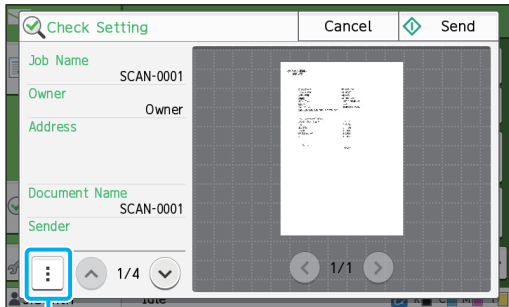 Check Setting
Cancel
Send
Job Name
SCAN-0001
Owner
Owner
Address
Document Name
SCAN-0001
Sender
1/4
1/1
Idle
K C M Y